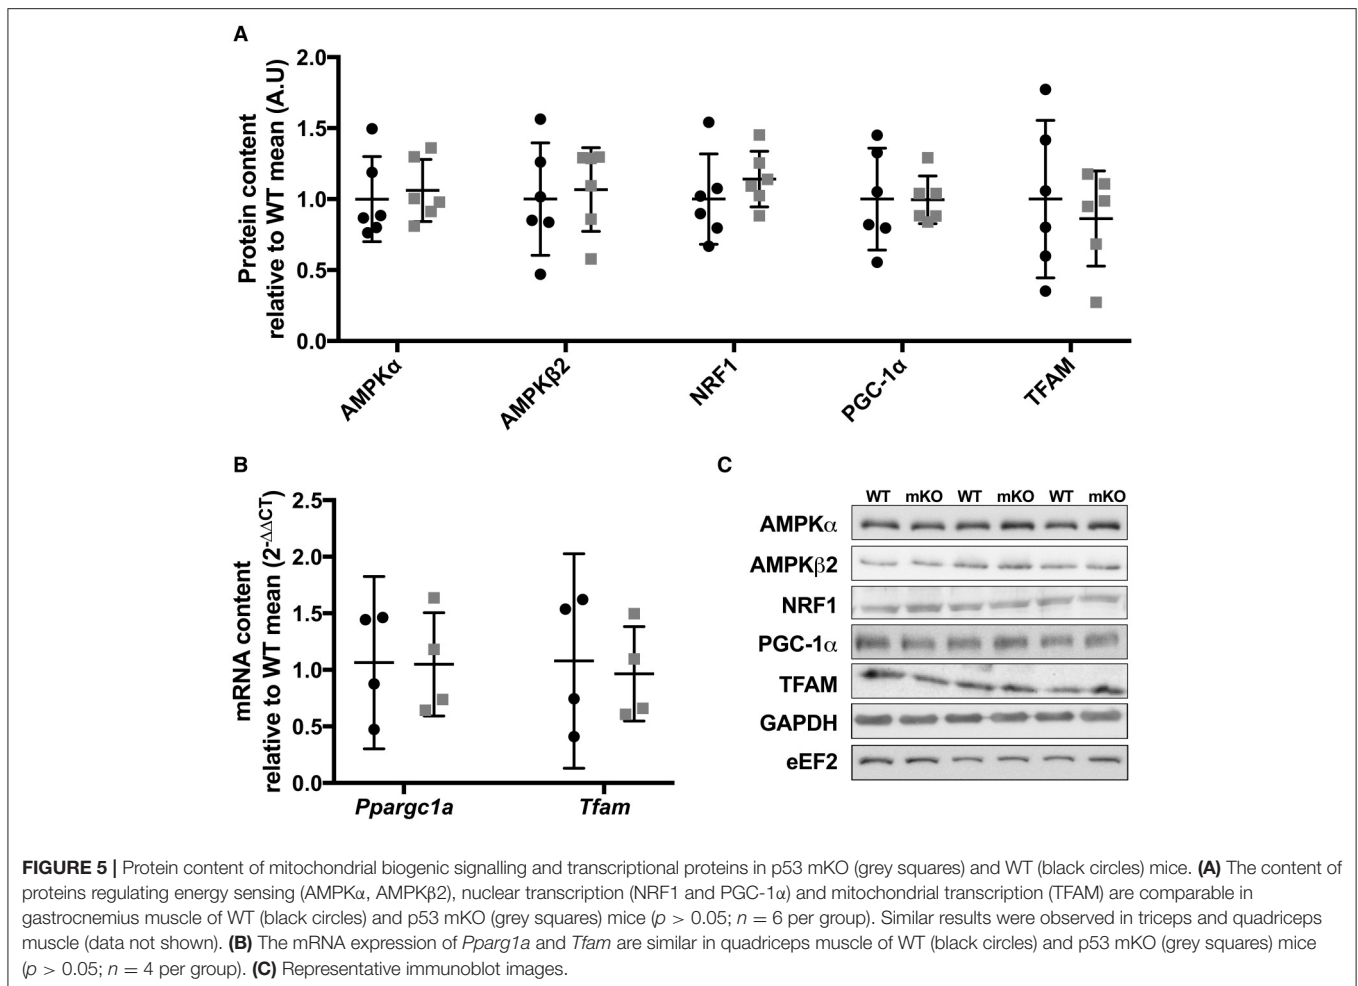 A
Protein content
relative to WT mean (A.U)
2.0
1.5
1.0
0.5
0.0
AMPKα
AMPKβ2
NRF1
PGC-1α
TFAM
B
mRNA content
relative to WT mean (2-ΔΔCT)
2.5
2.0
1.5
1.0
0.5
0.0
Ppargc1a
Tfam
C
WT mKO WT mKO WT mKO
AMPKα
AMPKβ2
NRF1
PGC-1α
TFAM
GAPDH
eEF2
FIGURE 5 | Protein content of mitochondrial biogenic signalling and transcriptional proteins in p53 mKO (grey squares) and WT (black circles) mice. (A) The content of
proteins regulating energy sensing (AMPKα, AMPKβ2), nuclear transcription (NRF1 and PGC-1α) and mitochondrial transcription (TFAM) are comparable in
gastrocnemius muscle of WT (black circles) and p53 mKO (grey squares) mice (p > 0.05; n = 6 per group). Similar results were observed in triceps and quadriceps
muscle (data not shown). (B) The mRNA expression of Pparg1a and Tfam are similar in quadriceps muscle of WT (black circles) and p53 mKO (grey squares) mice
(p > 0.05; n = 4 per group). (C) Representative immunoblot images.